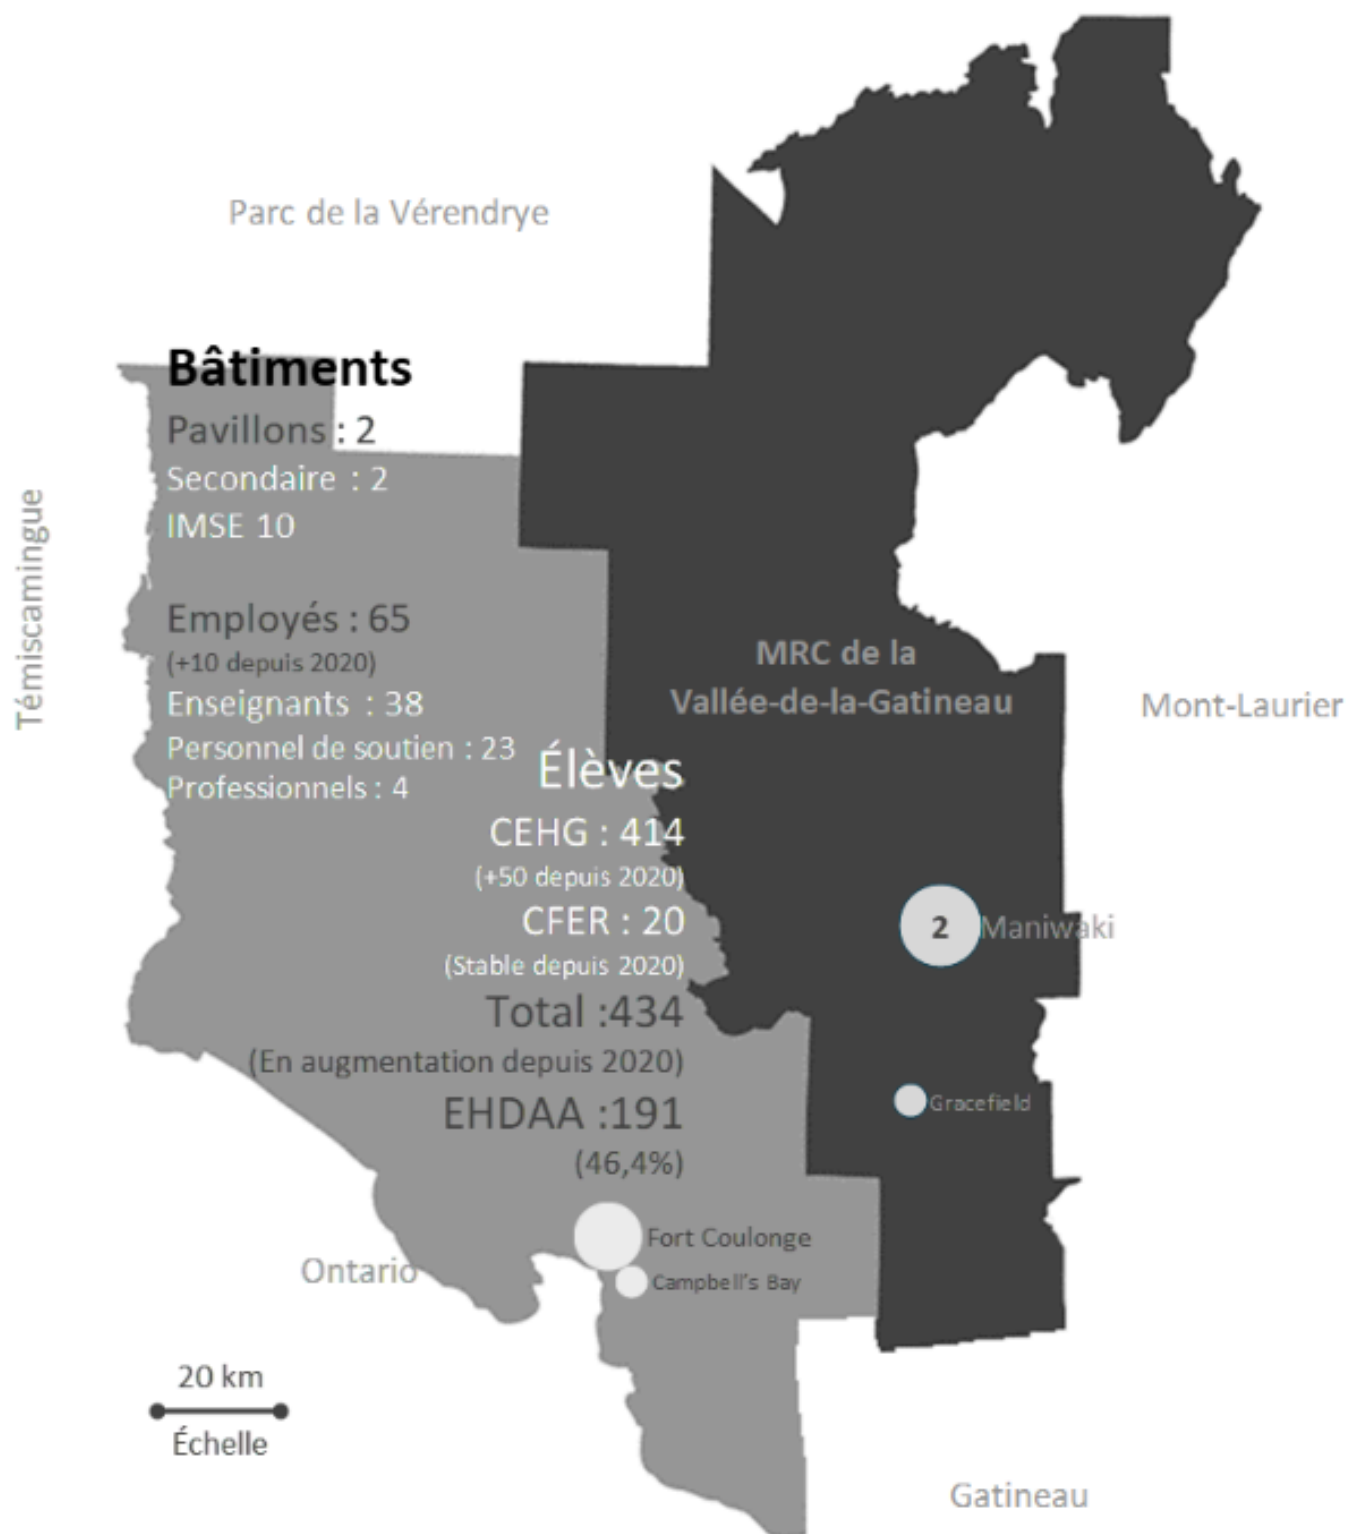 Parc de la Vérendrye
Bâtiments
Pavillons : 2
Secondaire : 2
IMSE 10
Témiscamingue
Employés : 65
(+10 depuis 2020)
Enseignants : 38
Personnel de soutien : 23
Professionnels : 4
MRC de la
Vallée-de-la-Gatineau
Mont-Laurier
Élèves
CEHG : 414
(+50 depuis 2020)
CFER : 20
(Stable depuis 2020)
Total :434
(En augmentation depuis 2020)
EHDAA :191
(46,4%)
2
Maniwaki
Gracefield
Fort Coulonge
Campbell's Bay
Ontario
20 km
Échelle
Gatineau